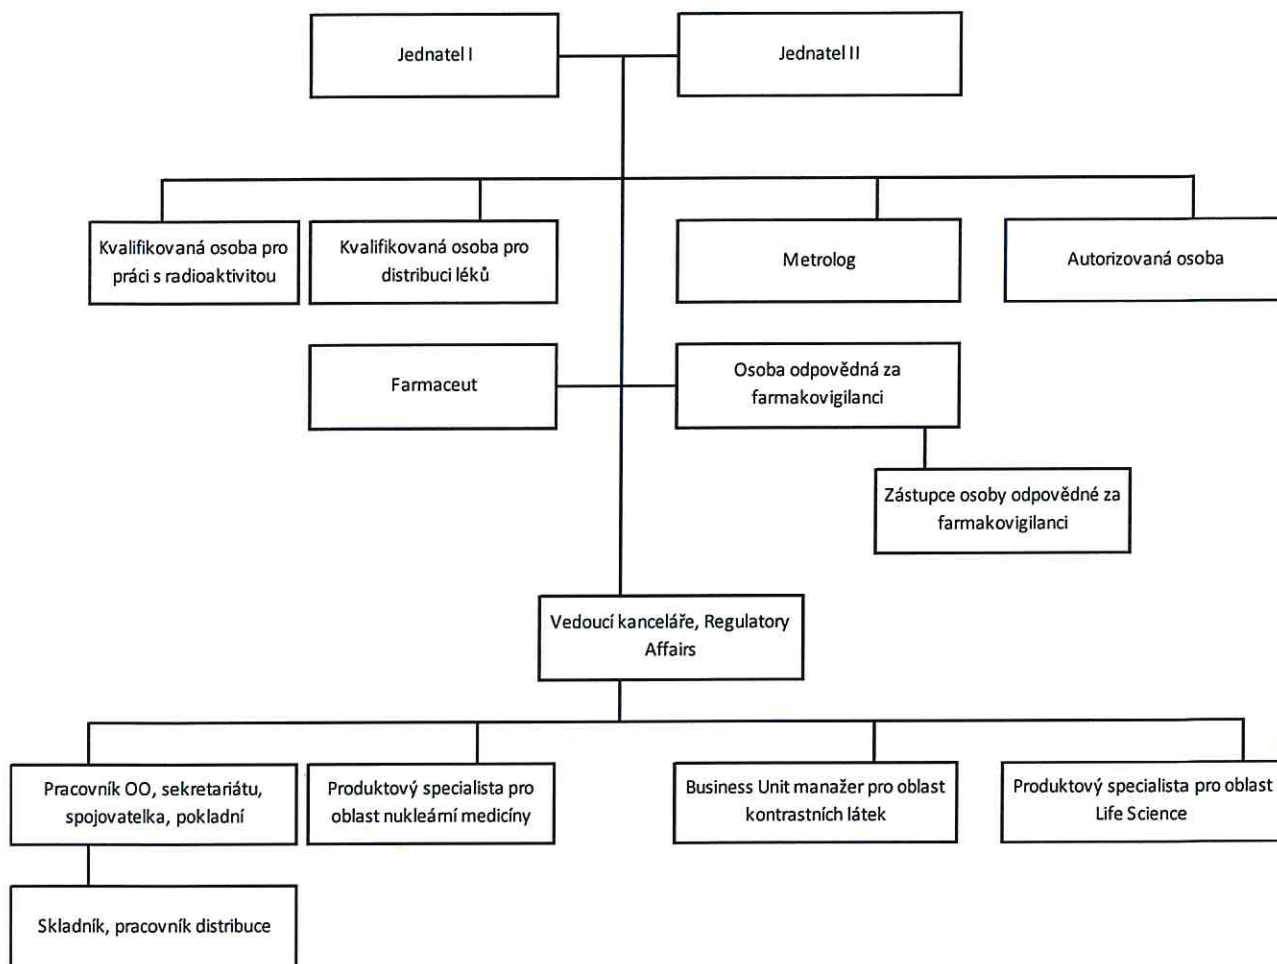 Jednatel I
Jednatel II
Kvalifikovaná osoba pro
práci s radioaktivitou
Kvalifikovaná osoba pro
distribuci léků
Metrolog
Autorizovaná osoba
Farmaceut
Osoba odpovědná za
farmakovigilanci
Zástupce osoby odpovědné za
farmakovigilanci
Vedoucí kanceláře, Regulatory
Affairs
Pracovník OO, sekretariátu,
spojovatelka, pokladní
Produktový specialista pro
oblast nukleární medicíny
Business Unit manažer pro oblast
kontrastních látek
Produktový specialista pro oblast
Life Science
Skladník, pracovník distribuce